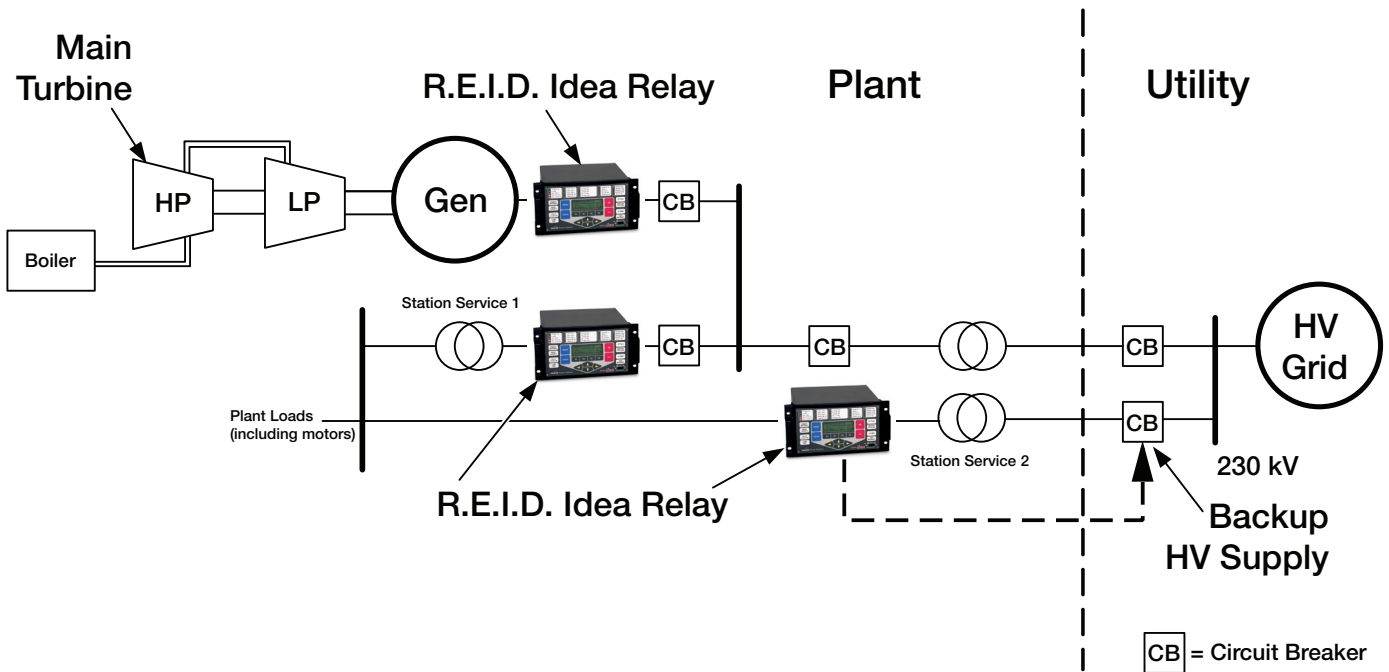 Main
Turbine
R.E.I.D. Idea Relay
Plant
Utility
HP
LP
Gen
CB
Boiler
Station Service 1
CB
CB
CB
HV
Grid
Plant Loads
(including motors)
CB
Station Service 2
230 kV
R.E.I.D. Idea Relay
Backup
HV Supply
CB = Circuit Breaker